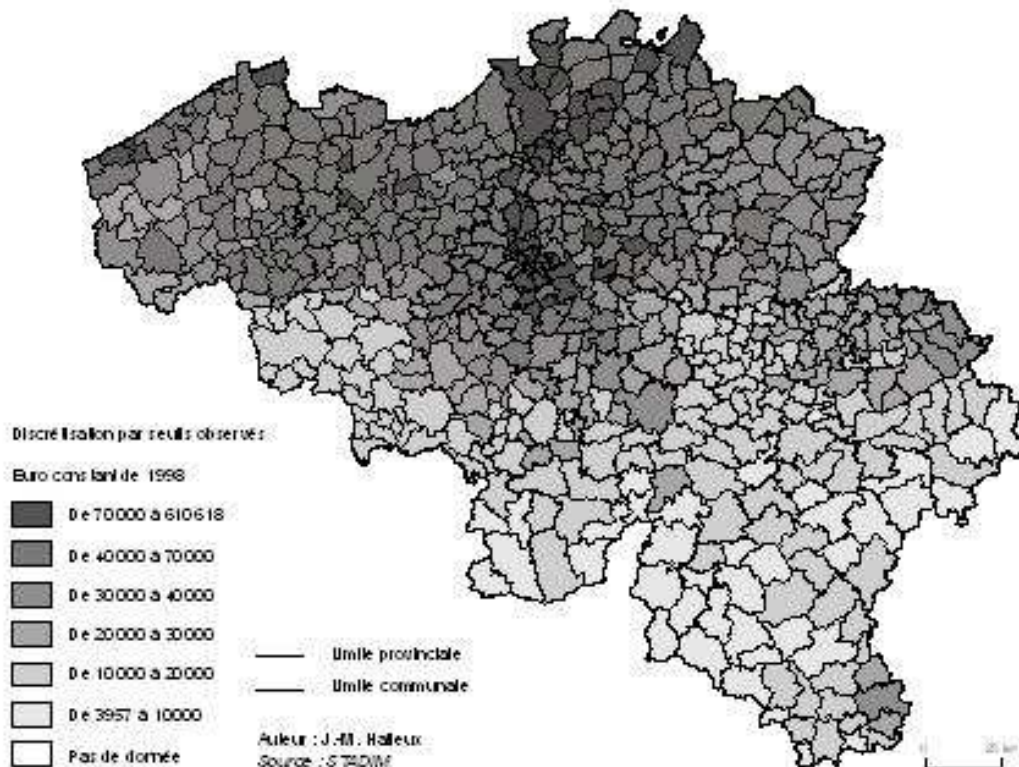 Discrétisation par seuils observés
Euro constant de 1998
De 70000 à 610618
De 40000 à 70000
De 30000 à 40000
De 20000 à 30000
De 10000 à 20000
De 3957 à 10000
Pas de donnée
Limite provinciale
Limite communale
Auteur : J.-M. Halleux
Source : STADIM
0